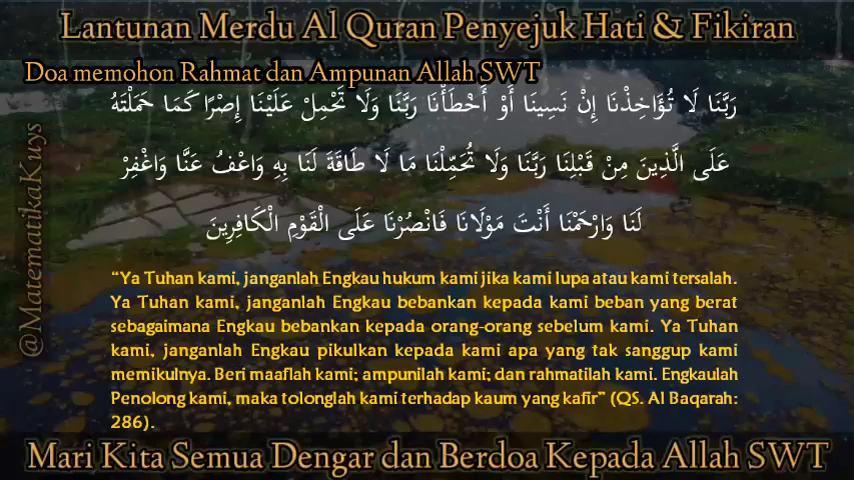 Lantunan Merdu Al Quran Penyejuk Hati & Fikiran
Doa memohon Rahmat dan Ampunan Allah SWT
رَبَّنَا لَا تُؤَاخِذْنَا إِنْ نَسِينَا أَوْ أَخْطَأْنَا رَبَّنَا وَلَا تَحْمِلْ عَلَيْنَا إِصْرًا كَمَا حَمَلْتَهُ
عَلَى الَّذِينَ مِنْ قَبْلِنَا رَبَّنَا وَلَا تُحَمِّلْنَا مَا لَا طَاقَةَ لَنَا بِهِ وَاعْفُ عَنَّا وَاغْفِرْ
لَنَا وَارْحَمْنَا أَنْتَ مَوْلَانَا فَانْصُرْنَا عَلَى الْقَوْمِ الْكَافِرِينَ
@MatematikaKuys
“Ya Tuhan kami, janganlah Engkau hukum kami jika kami lupa atau kami tersalah.
Ya Tuhan kami, janganlah Engkau bebankan kepada kami beban yang berat
sebagaimana Engkau bebankan kepada orang-orang sebelum kami. Ya Tuhan
kami, janganlah Engkau pikulkan kepada kami apa yang tak sanggup kami
memikulnya. Beri maaflah kami; ampunilah kami; dan rahmatilah kami. Engkaulah
Penolong kami, maka tolonglah kami terhadap kaum yang kafir” (QS. Al Baqarah:
286).
Mari Kita Semua Dengar dan Berdoa Kepada Allah SWT